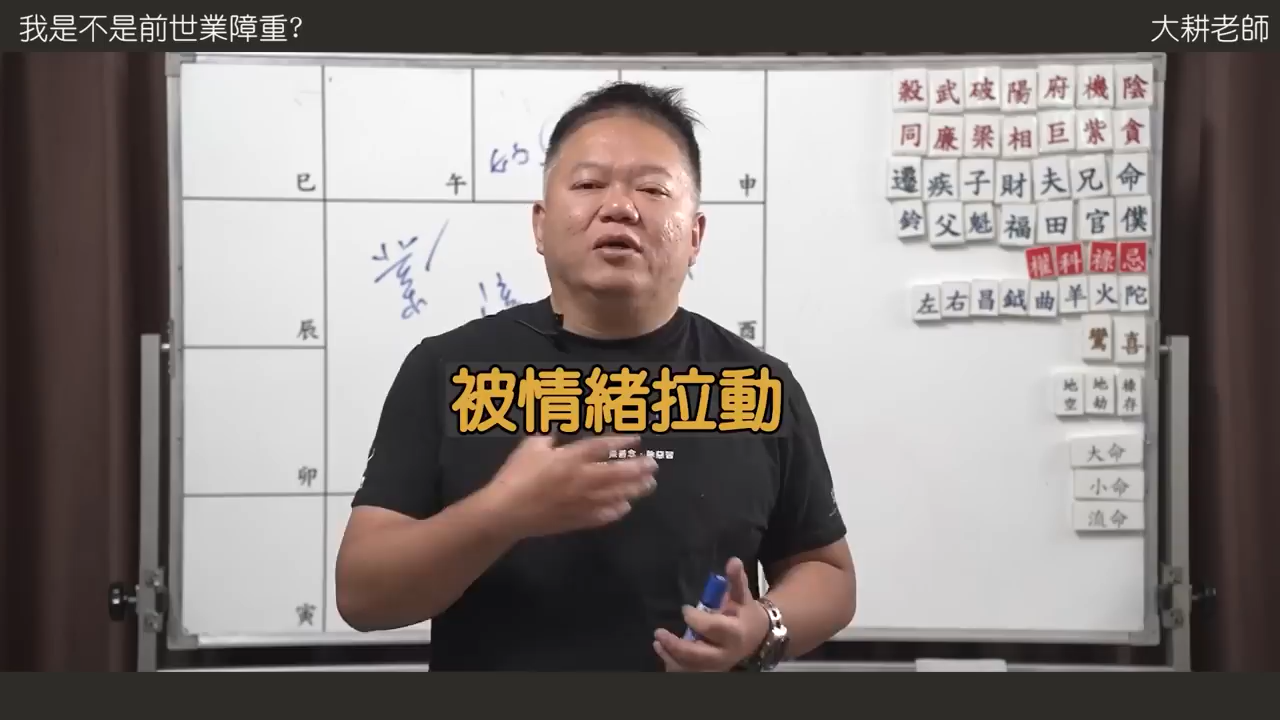 我是不是前世業障重?
大耕老師
殺武破陽府機陰
同廉梁相巨紫貪
遷疾子財夫兄命
鈴父魁福田官僕
權科祿忌
左右昌鉞曲羊火陀
鸞喜
地空 地劫 祿存
大命
小命
流命
巳
午
申
辰
酉
卯
寅
業
被情緒拉動